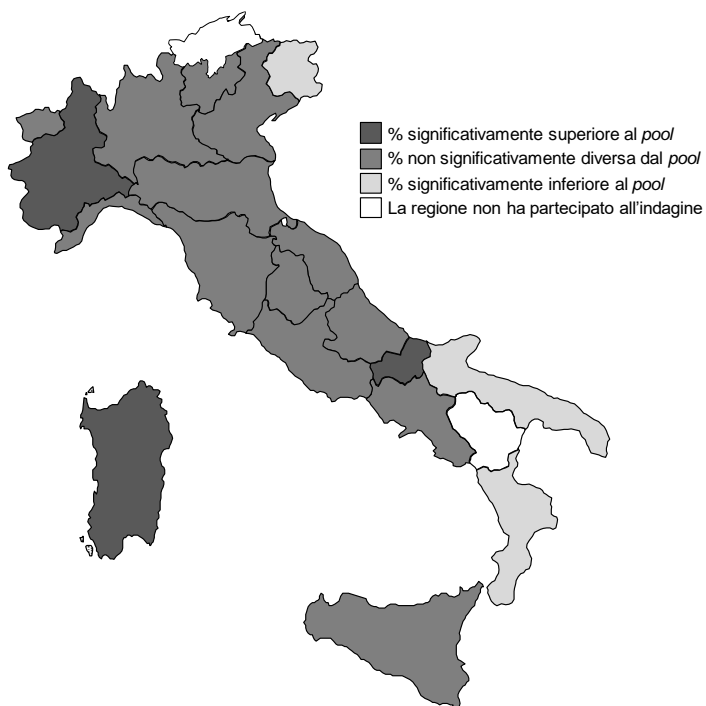 % significativamente superiore al pool
% non significativamente diversa dal pool
% significativamente inferiore al pool
La regione non ha partecipato all'indagine